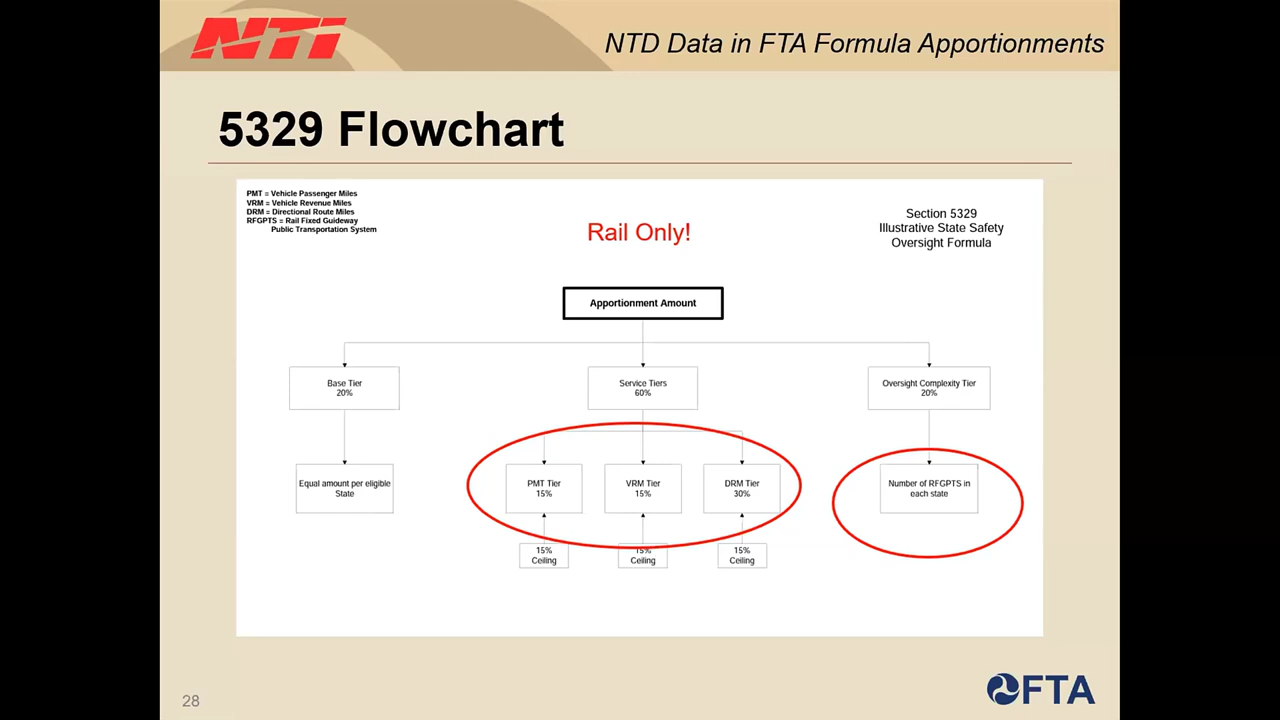 NTI
NTD Data in FTA Formula Apportionments
5329 Flowchart
PMT = Vehicle Passenger Miles
VRM = Vehicle Revenue Miles
DRM = Directional Route Miles
RFGPTS = Rail Fixed Guideway
Public Transportation System
Rail Only!
Section 5329
Illustrative State Safety
Oversight Formula
Apportionment Amount
Base Tier
20%
Service Tiers
60%
Oversight Complexity Tier
20%
Equal amount per eligible
State
PMT Tier
15%
VRM Tier
15%
DRM Tier
30%
Number of RFGPTS in
each state
15%
Ceiling
15%
Ceiling
15%
Ceiling
28
FTA